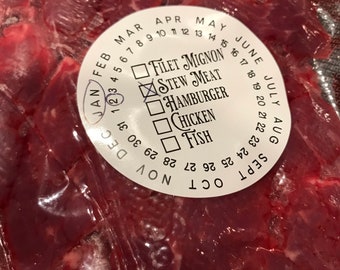 JAN FEB MAR APR MAY JUNE JULY AUG SEPT OCT NOV DEC
1 2 3 4 5 6 7 8 9 10 11 12 13 14 15 16 17 18 19 20 21 22 23 24 25 26 27 28 29 30 31
Filet Mignon
Stew Meat
Hamburger
Chicken
Fish